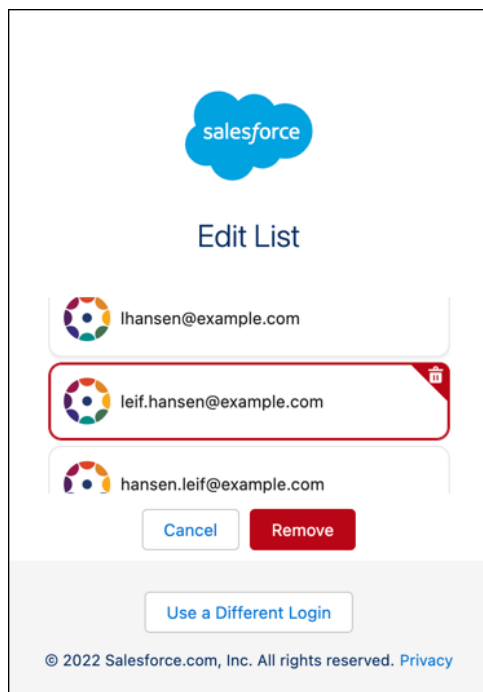 salesforce
Edit List
lhansen@example.com
leif.hansen@example.com
hansen.leif@example.com
Cancel Remove
Use a Different Login
© 2022 Salesforce.com, Inc. All rights reserved. Privacy